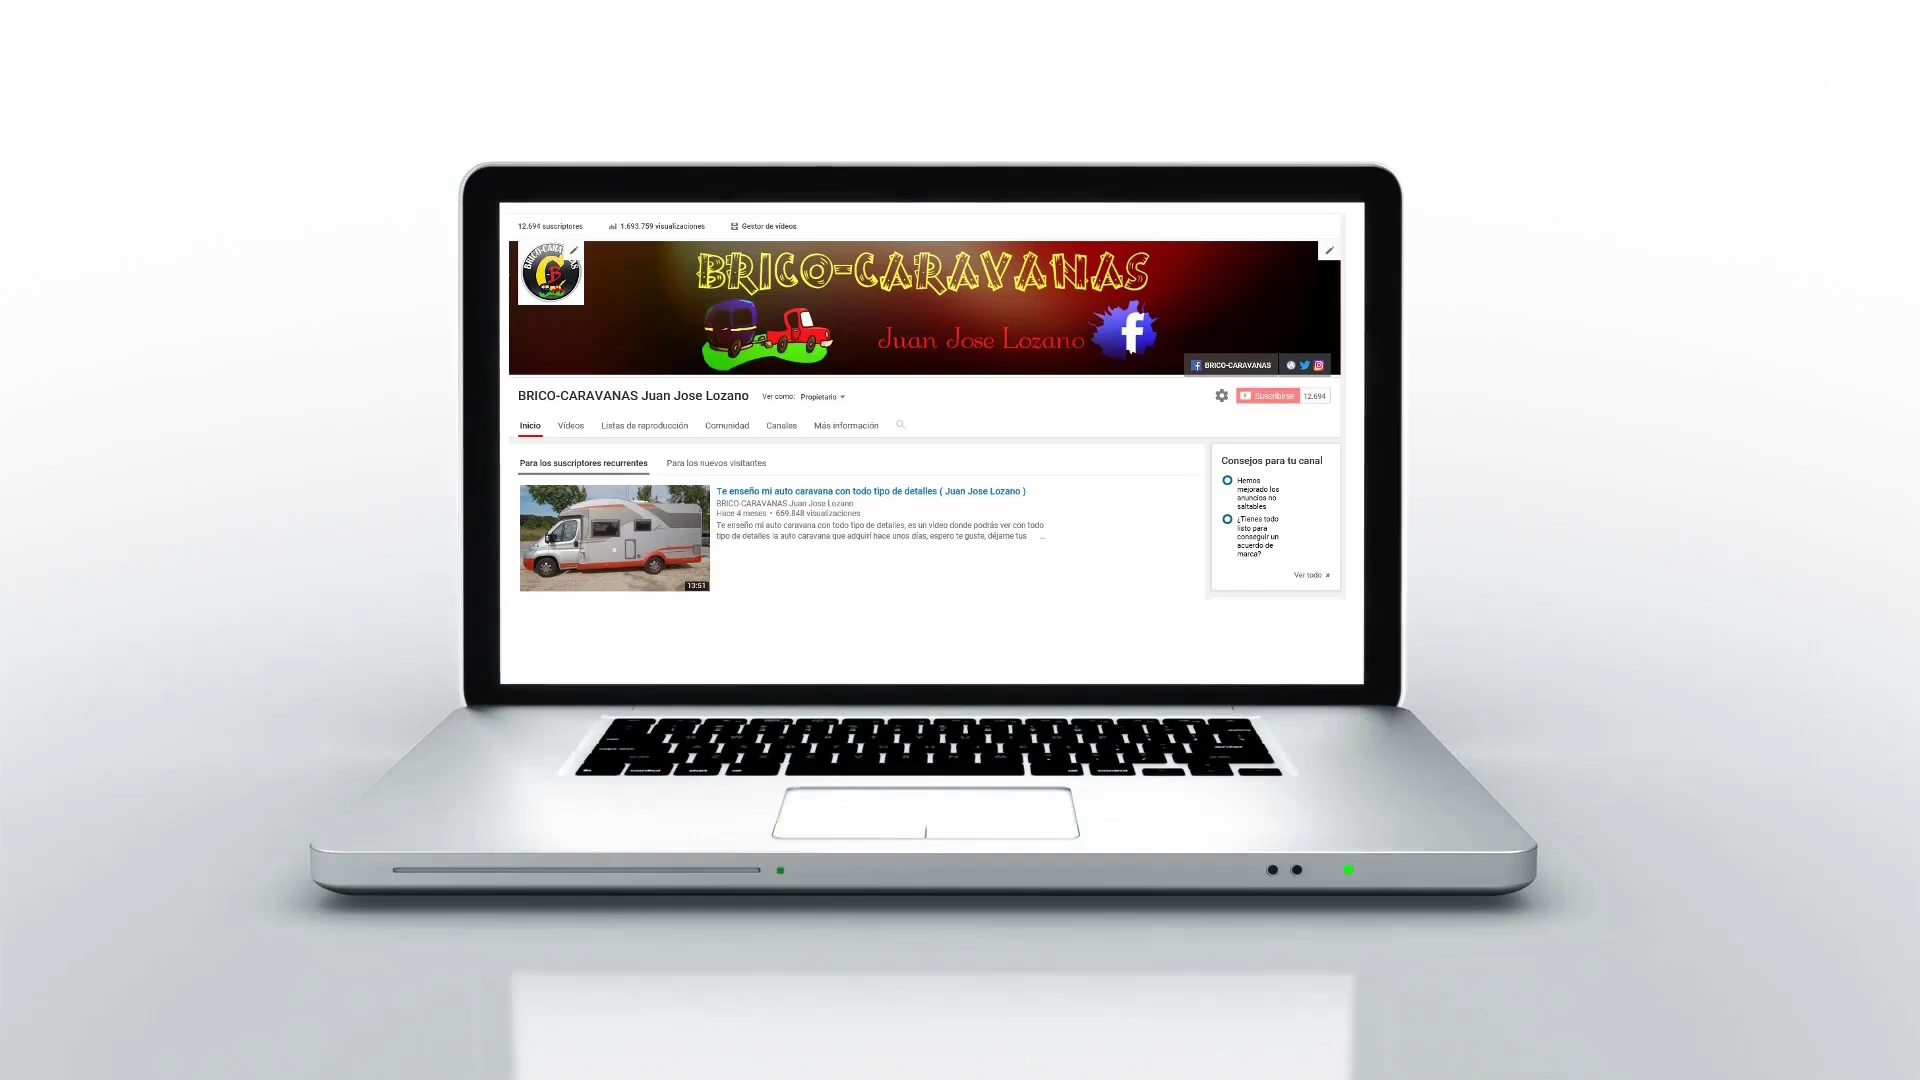 12.694 suscriptores
1.693.759 visualizaciones
Gestor de vídeos
BRICO-CARAVANAS
Juan Jose Lozano
f
BRICO-CARAVANAS
BRICO-CARAVANAS Juan Jose Lozano
Ver como: Propietario
Suscribirse 12.694
Inicio Vídeos Listas de reproducción Comunidad Canales Más información
Para los suscriptores recurrentes Para los nuevos visitantes
Te enseño mi auto caravana con todo tipo de detalles ( Juan Jose Lozano )
BRICO-CARAVANAS Juan Jose Lozano
Hace 4 meses • 669.848 visualizaciones
Te enseño mi auto caravana con todo tipo de detalles, es un video donde podrás ver con todo
tipo de detalles la auto caravana que adquirí hace unos días, espero te guste, déjame tus ...
13:51
Consejos para tu canal
Hemos
mejorado los
anuncios no
saltables
¿Tienes todo
listo para
conseguir un
acuerdo de
marca?
Ver todo »
control
control
enter